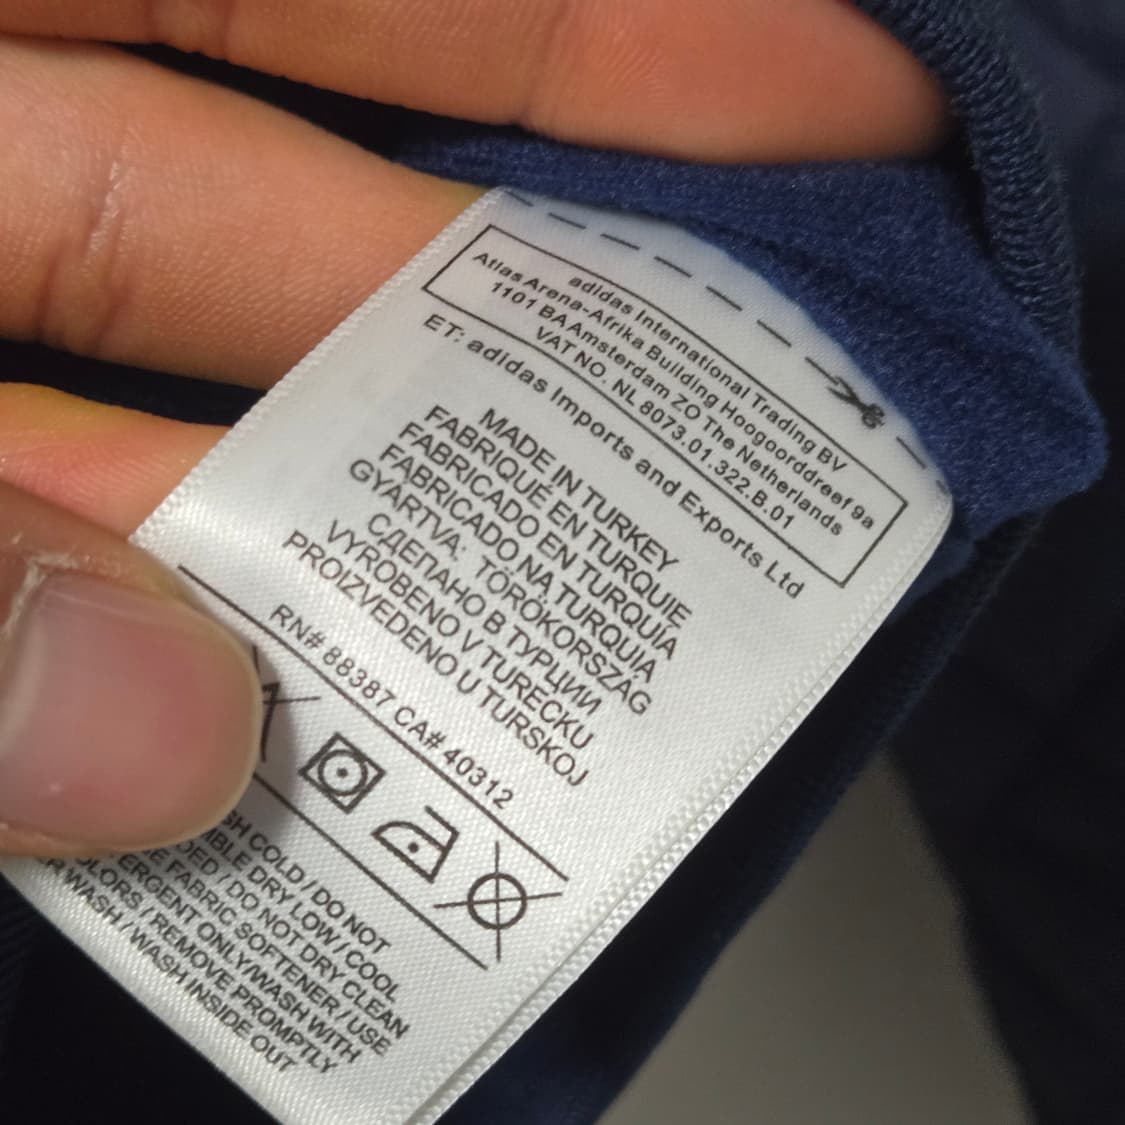 adidas International Trading BV
Atlas Arena-Afrika Building Hoogoorddreef 9a
1101 BA Amsterdam ZO The Netherlands
VAT NO. NL 8073.01.322.B.01
ET: adidas Imports and Exports Ltd
MADE IN TURKEY
FABRIQUÉ EN TURQUIE
FABRICADO EN TURQUÍA
FABRICADO NA TURQUIA
GYÁRTVA: TÖRÖKORSZÁG
СДЕПАНО В ТУРЦИИ
VYROBENO V TURECKU
PROIZVEDENO U TURSKOJ
RN# 88387 CA# 40312
COLD / DO NOT
DRY LOW / COOL
/ DO NOT DRY CLEAN
FABRIC SOFTENER / USE
ONLY/WASH WITH
/ REMOVE PROMPTLY
WASH / WASH INSIDE OUT